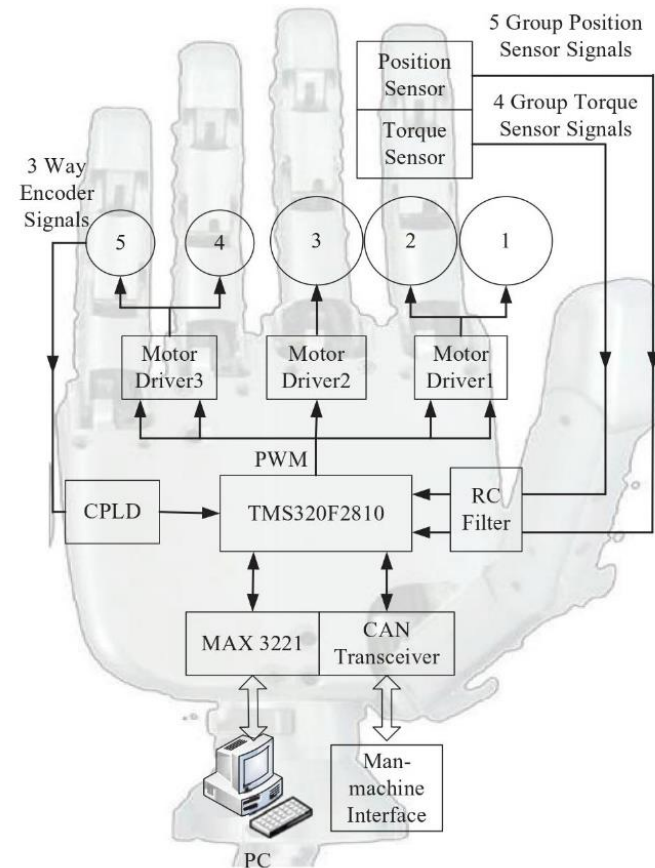 5 Group Position
Sensor Signals
Position
Sensor
4 Group Torque
Sensor Signals
Torque
Sensor
3 Way
Encoder
Signals
5
4
3
2
1
Motor
Driver3
Motor
Driver2
Motor
Driver1
PWM
CPLD
TMS320F2810
RC
Filter
MAX 3221
CAN
Transceiver
Man-
machine
Interface
PC